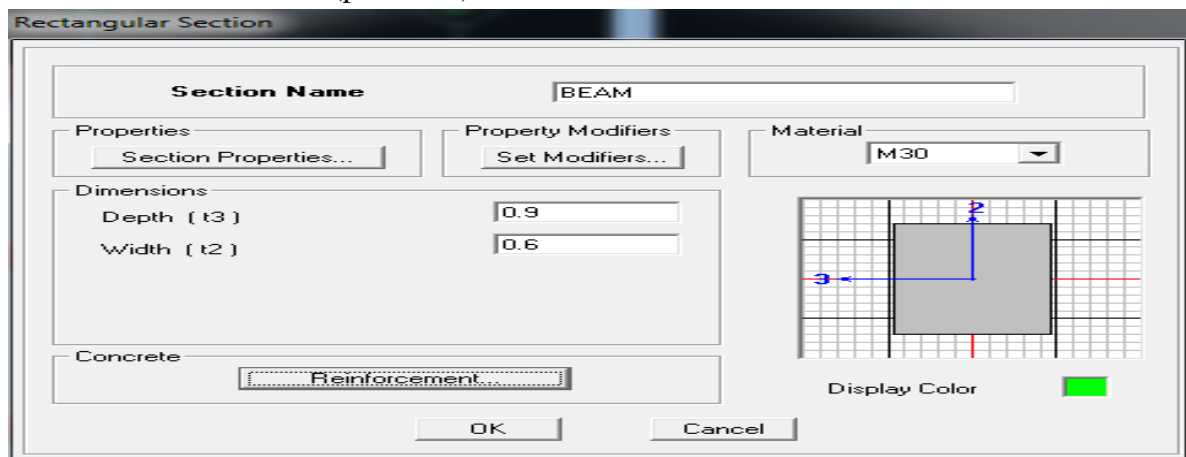 Rectangular Section
Section Name BEAM
Properties Property Modifiers Material
Section Properties... Set Modifiers... M30
Dimensions
Depth ( t3 ) 0.9
Width ( t2 ) 0.6
2
3
Concrete
Reinforcement...
Display Color
OK Cancel